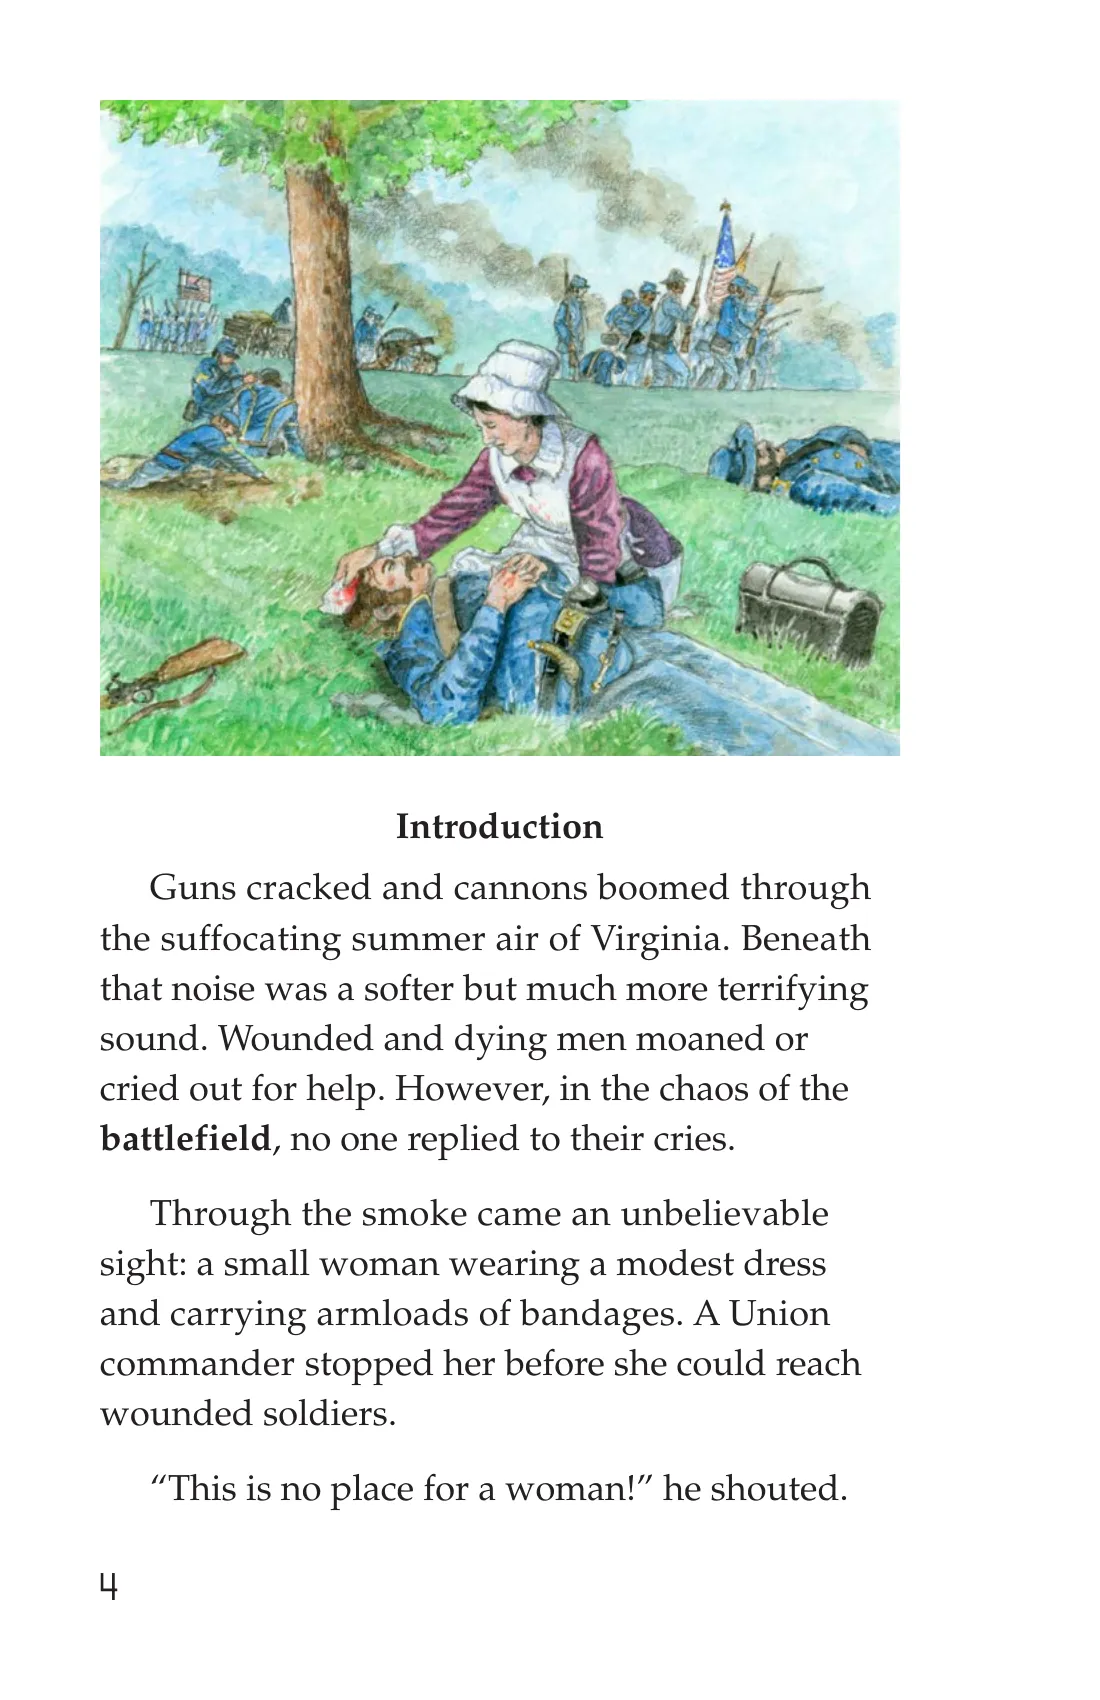 Introduction
Guns cracked and cannons boomed through
the suffocating summer air of Virginia. Beneath
that noise was a softer but much more terrifying
sound. Wounded and dying men moaned or
cried out for help. However, in the chaos of the
battlefield, no one replied to their cries.
Through the smoke came an unbelievable
sight: a small woman wearing a modest dress
and carrying armloads of bandages. A Union
commander stopped her before she could reach
wounded soldiers.
“This is no place for a woman!” he shouted.
4